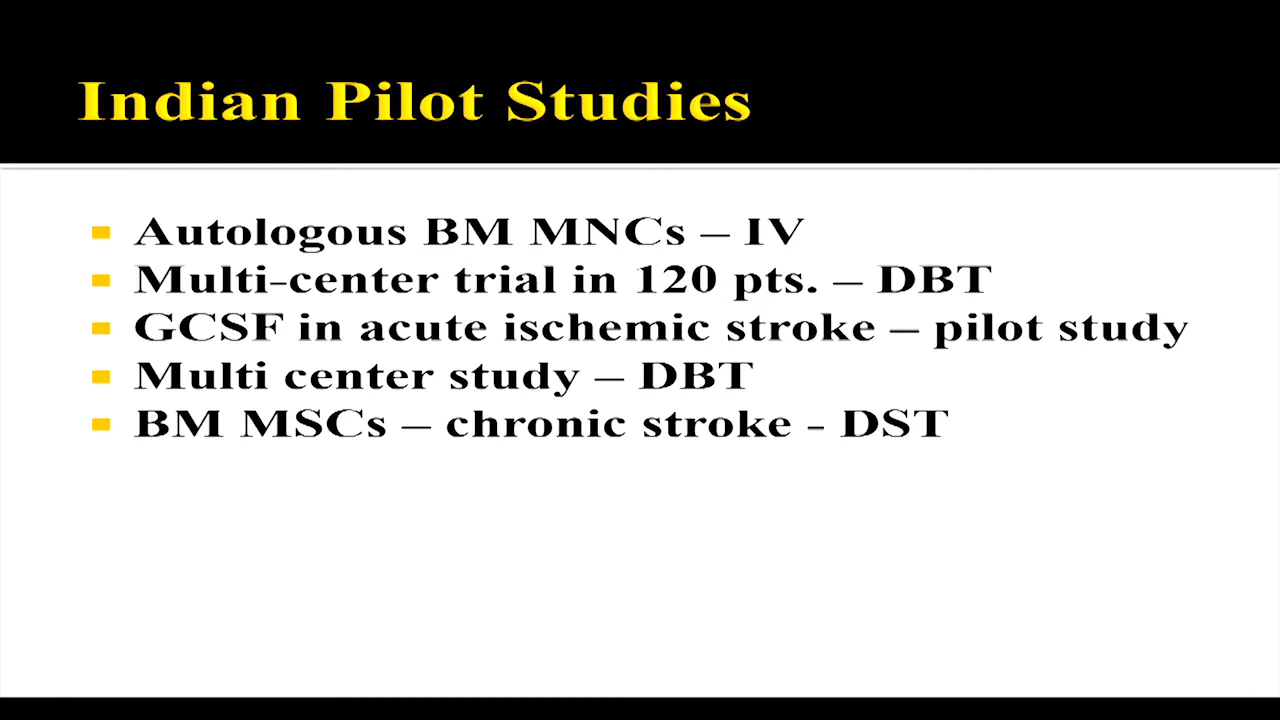 Indian Pilot Studies
Autologous BM MNCs – IV
Multi-center trial in 120 pts. – DBT
GCSF in acute ischemic stroke – pilot study
Multi center study – DBT
BM MSCs – chronic stroke - DST